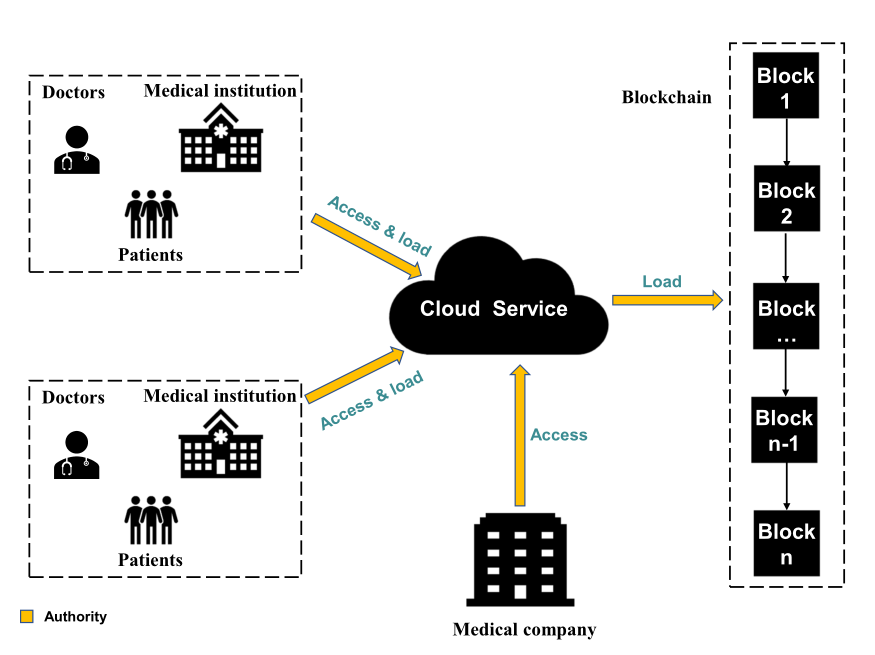 Doctors
Medical institution
Patients
Access & load
Cloud Service
Load
Blockchain
Block
1
Block
2
Block
...
Block
n-1
Block
n
Doctors
Medical institution
Patients
Access & load
Access
Medical company
Authority